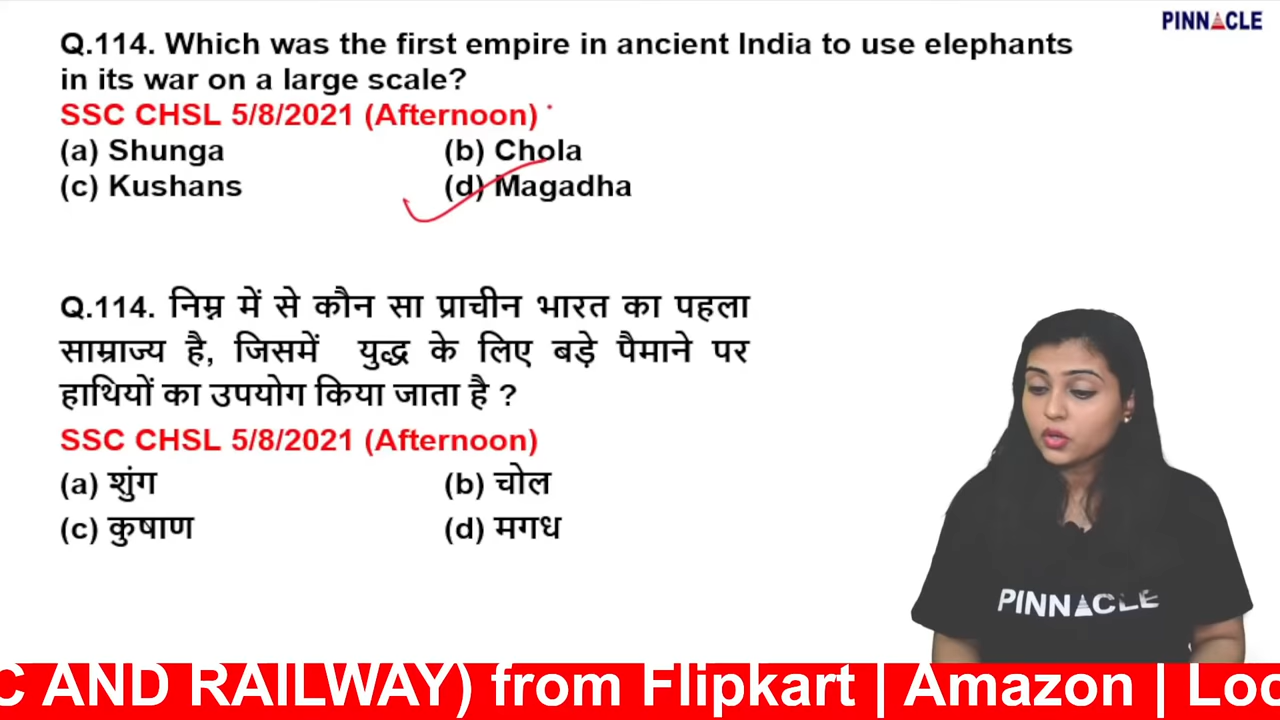 PINNACLE
Q.114. Which was the first empire in ancient India to use elephants
in its war on a large scale?
SSC CHSL 5/8/2021 (Afternoon)
(a) Shunga (b) Chola
(c) Kushans (d) Magadha
Q.114. निम्न में से कौन सा प्राचीन भारत का पहला
साम्राज्य है, जिसमें युद्ध के लिए बड़े पैमाने पर
हाथियों का उपयोग किया जाता है ?
SSC CHSL 5/8/2021 (Afternoon)
(a) शुंग (b) चोल
(c) कुषाण (d) मगध
PINNACLE
C AND RAILWAY) from Flipkart | Amazon | Loc